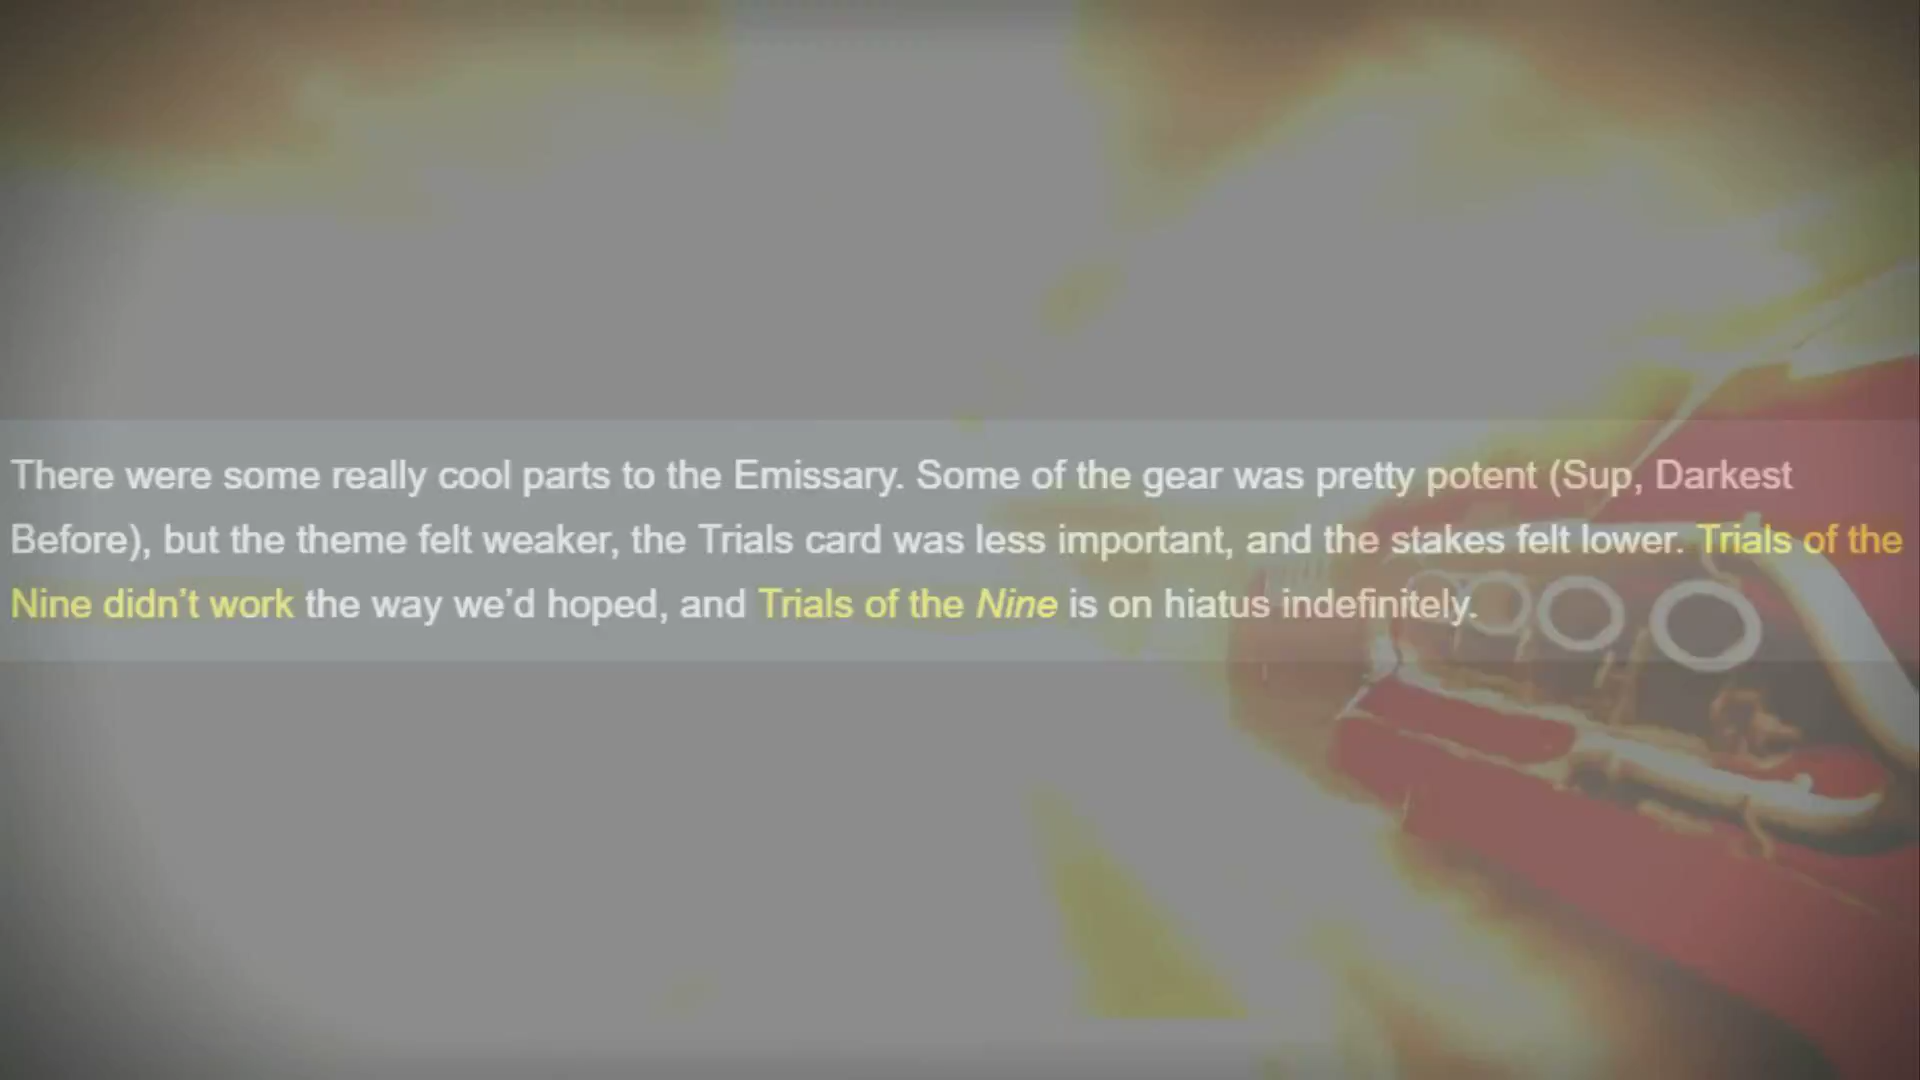 There were some really cool parts to the Emissary. Some of the gear was pretty potent (Sup, Darkest
Before), but the theme felt weaker, the Trials card was less important, and the stakes felt lower. Trials of the
Nine didn’t work the way we’d hoped, and Trials of the Nine is on hiatus indefinitely.